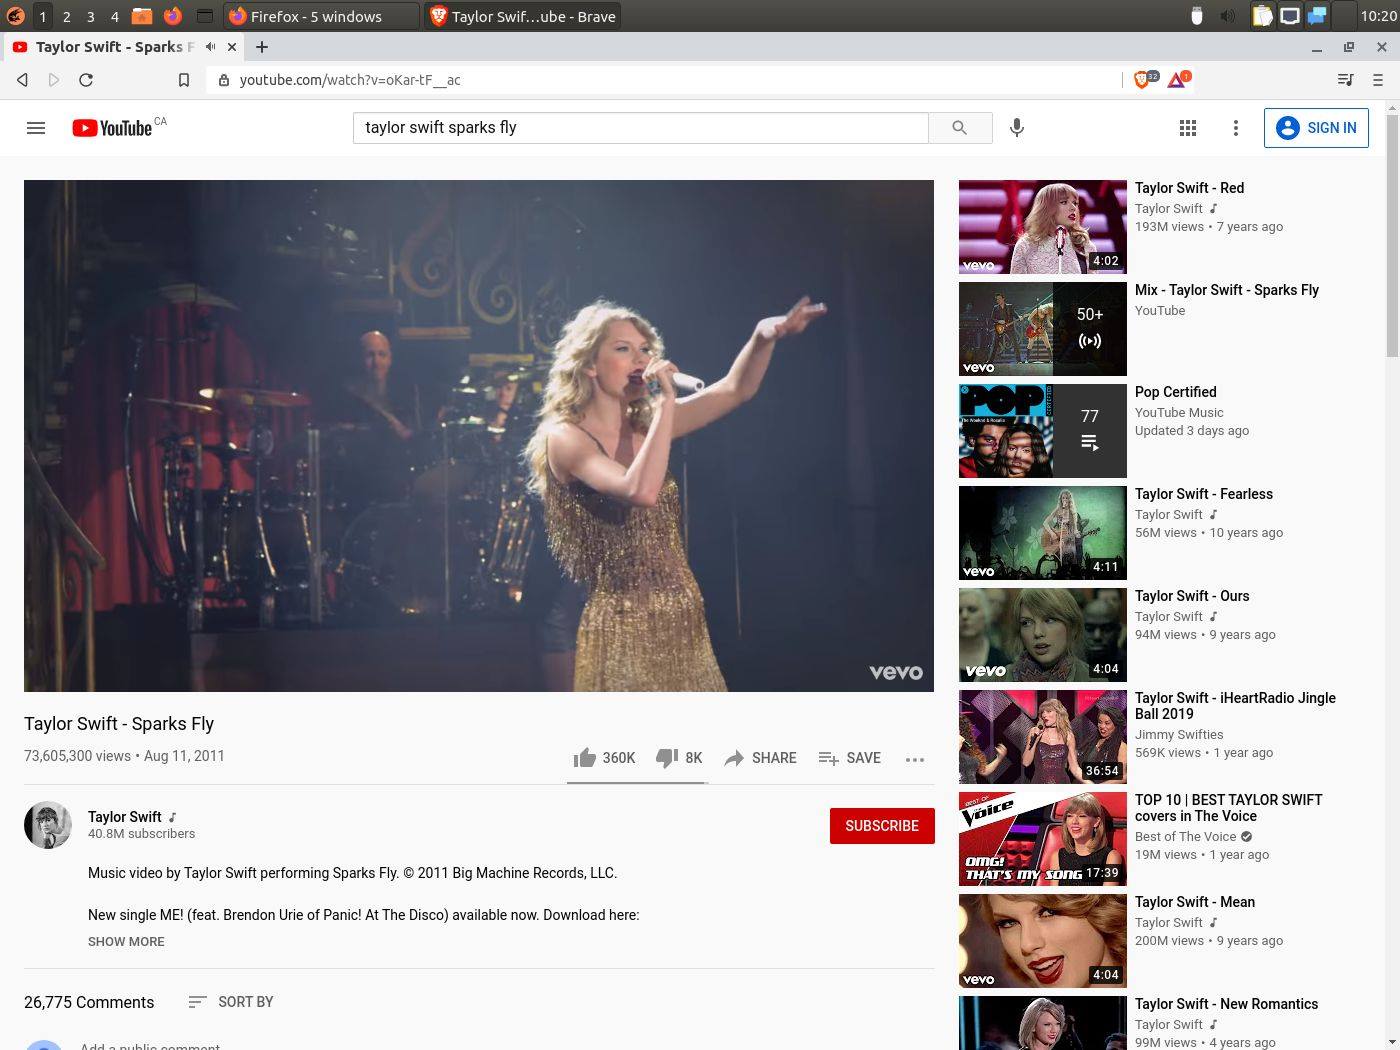 1 2 3 4 Firefox - 5 windows Taylor Swif...ube - Brave 10:20
Taylor Swift - Sparks F
youtube.com/watch?v=oKar-tF__ac 32 1
YouTube CA taylor swift sparks fly SIGN IN
vevo
Taylor Swift - Sparks Fly
73,605,300 views • Aug 11, 2011
360K 8K SHARE SAVE
Taylor Swift
40.8M subscribers
SUBSCRIBE
Music video by Taylor Swift performing Sparks Fly. © 2011 Big Machine Records, LLC.
New single ME! (feat. Brendon Urie of Panic! At The Disco) available now. Download here:
SHOW MORE
26,775 Comments SORT BY
Add a public comment
vevo 4:02
Taylor Swift - Red
Taylor Swift
193M views • 7 years ago
vevo 50+
Mix - Taylor Swift - Sparks Fly
YouTube
POP CERTIFIED
The Weeknd & Rosalía
77
Pop Certified
YouTube Music
Updated 3 days ago
vevo 4:11
Taylor Swift - Fearless
Taylor Swift
56M views • 10 years ago
vevo 4:04
Taylor Swift - Ours
Taylor Swift
94M views • 9 years ago
36:54
Taylor Swift - iHeartRadio Jingle
Ball 2019
Jimmy Swifties
569K views • 1 year ago
BEST OF
the Voice
OMG!
THAT'S MY SONG 17:39
TOP 10 | BEST TAYLOR SWIFT
covers in The Voice
Best of The Voice
19M views • 1 year ago
vevo 4:04
Taylor Swift - Mean
Taylor Swift
200M views • 9 years ago
Taylor Swift - New Romantics
Taylor Swift
99M views • 4 years ago